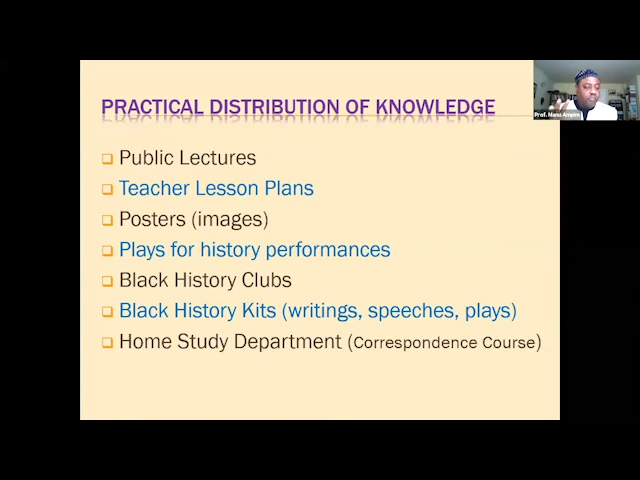 PRACTICAL DISTRIBUTION OF KNOWLEDGE
Prof. Manu Ampim
Public Lectures
Teacher Lesson Plans
Posters (images)
Plays for history performances
Black History Clubs
Black History Kits (writings, speeches, plays)
Home Study Department (Correspondence Course)